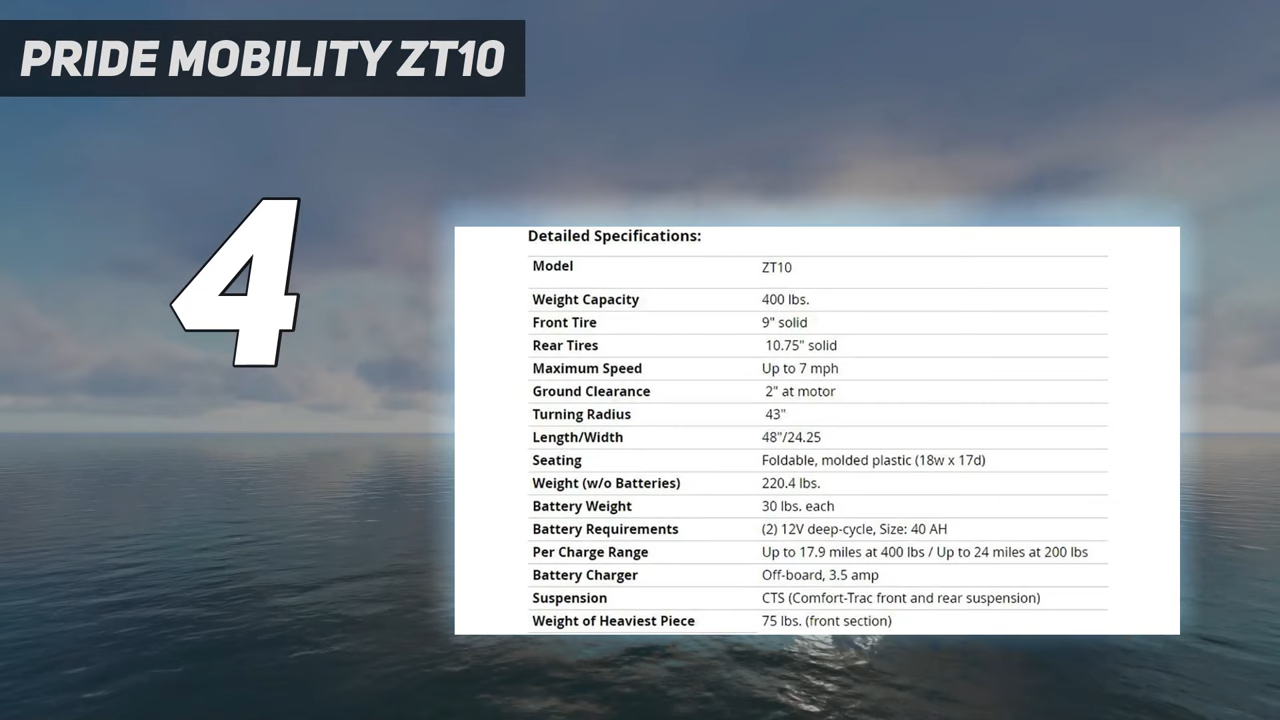 PRIDE MOBILITY ZT10
4
Detailed Specifications:
Model ZT10
Weight Capacity 400 lbs.
Front Tire 9" solid
Rear Tires 10.75" solid
Maximum Speed Up to 7 mph
Ground Clearance 2" at motor
Turning Radius 43"
Length/Width 48"/24.25
Seating Foldable, molded plastic (18w x 17d)
Weight (w/o Batteries) 220.4 lbs.
Battery Weight 30 lbs. each
Battery Requirements (2) 12V deep-cycle, Size: 40 AH
Per Charge Range Up to 17.9 miles at 400 lbs / Up to 24 miles at 200 lbs
Battery Charger Off-board, 3.5 amp
Suspension CTS (Comfort-Trac front and rear suspension)
Weight of Heaviest Piece 75 lbs. (front section)